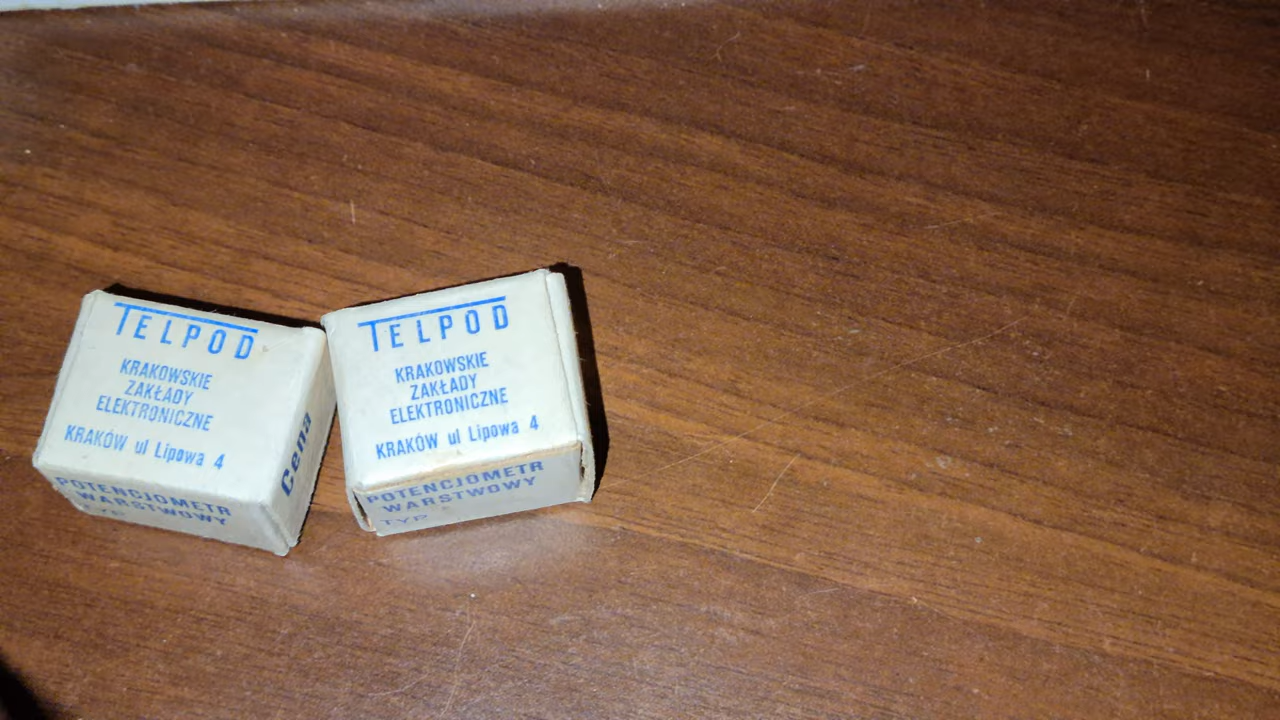 TELPOD
KRAKOWSKIE
ZAKŁADY
ELEKTRONICZNE
KRAKÓW ul Lipowa 4
POTENCJOMETR
WARSTWOWY
TYP
Cena
TELPOD
KRAKOWSKIE
ZAKŁADY
ELEKTRONICZNE
KRAKÓW ul Lipowa 4
POTENCJOMETR
WARSTWOWY
TYP